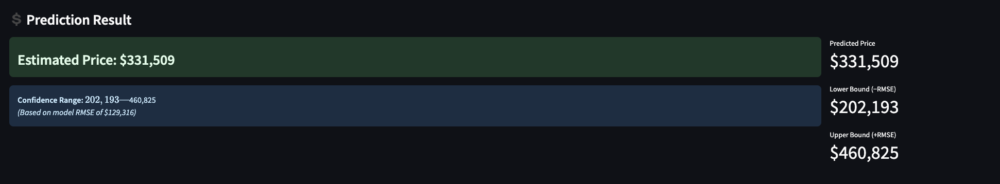 $ Prediction Result
Estimated Price: $331,509
Confidence Range: 202, 193—460,825
(Based on model RMSE of $129,316)
Predicted Price
$331,509
Lower Bound (−RMSE)
$202,193
Upper Bound (+RMSE)
$460,825